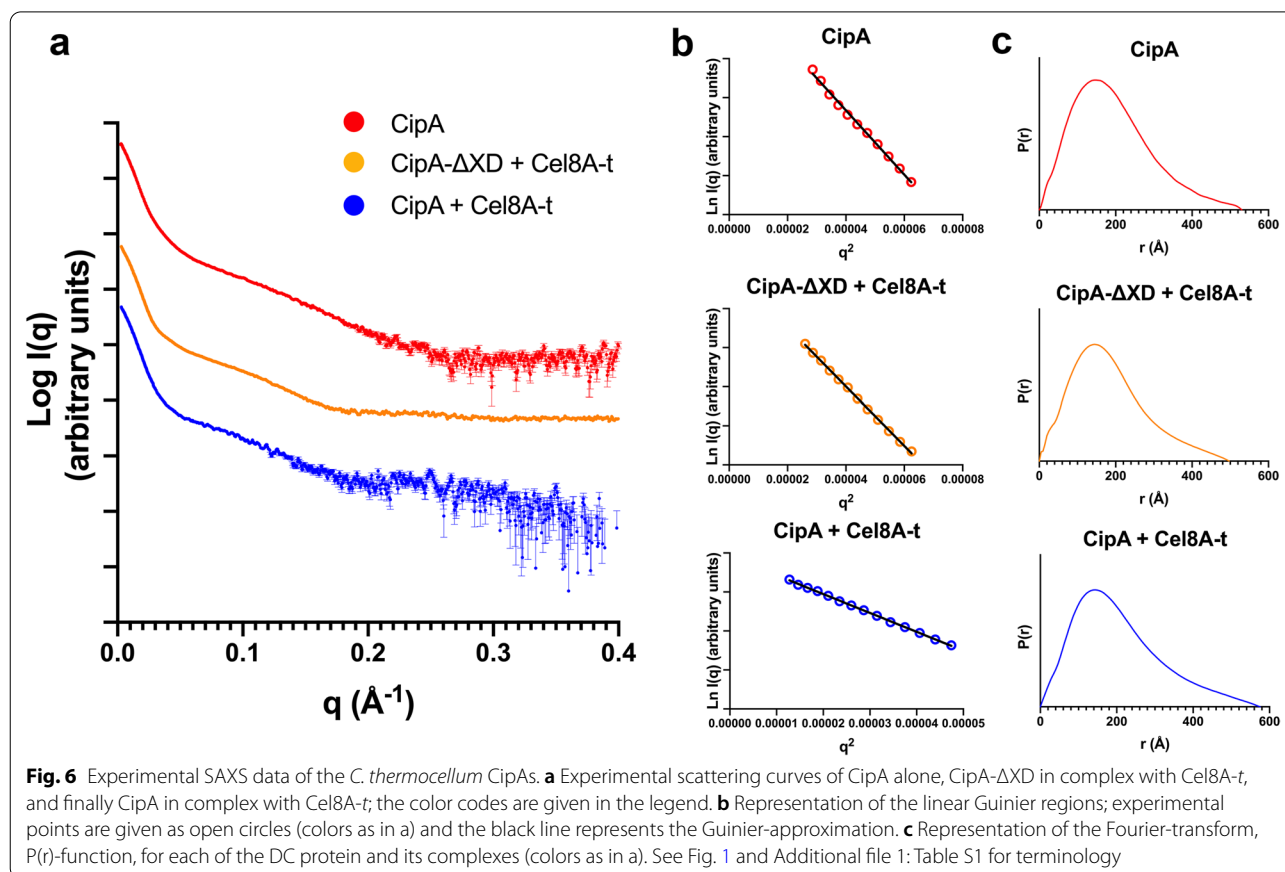 a
CipA
CipA-ΔXD + Cel8A-t
CipA + Cel8A-t
Log I(q)
(arbitrary units)
0.0 0.1 0.2 0.3 0.4
q (Å-1)
b
CipA
Ln I(q) (arbitrary units)
0.00000 0.00002 0.00004 0.00006 0.00008
q2
CipA-ΔXD + Cel8A-t
Ln I(q) (arbitrary units)
0.00000 0.00002 0.00004 0.00006 0.00008
q2
CipA + Cel8A-t
Ln I(q) (arbitrary units)
0.00000 0.00001 0.00002 0.00003 0.00004 0.00005
q2
c
CipA
P(r)
0 200 400 600
r (Å)
CipA-ΔXD + Cel8A-t
P(r)
0 200 400 600
r (Å)
CipA + Cel8A-t
P(r)
0 200 400 600
r (Å)
Fig. 6 Experimental SAXS data of the C. thermocellum CipAs. a Experimental scattering curves of CipA alone, CipA-ΔXD in complex with Cel8A-t,
and finally CipA in complex with Cel8A-t; the color codes are given in the legend. b Representation of the linear Guinier regions; experimental
points are given as open circles (colors as in a) and the black line represents the Guinier-approximation. c Representation of the Fourier-transform,
P(r)-function, for each of the DC protein and its complexes (colors as in a). See Fig. 1 and Additional file 1: Table S1 for terminology